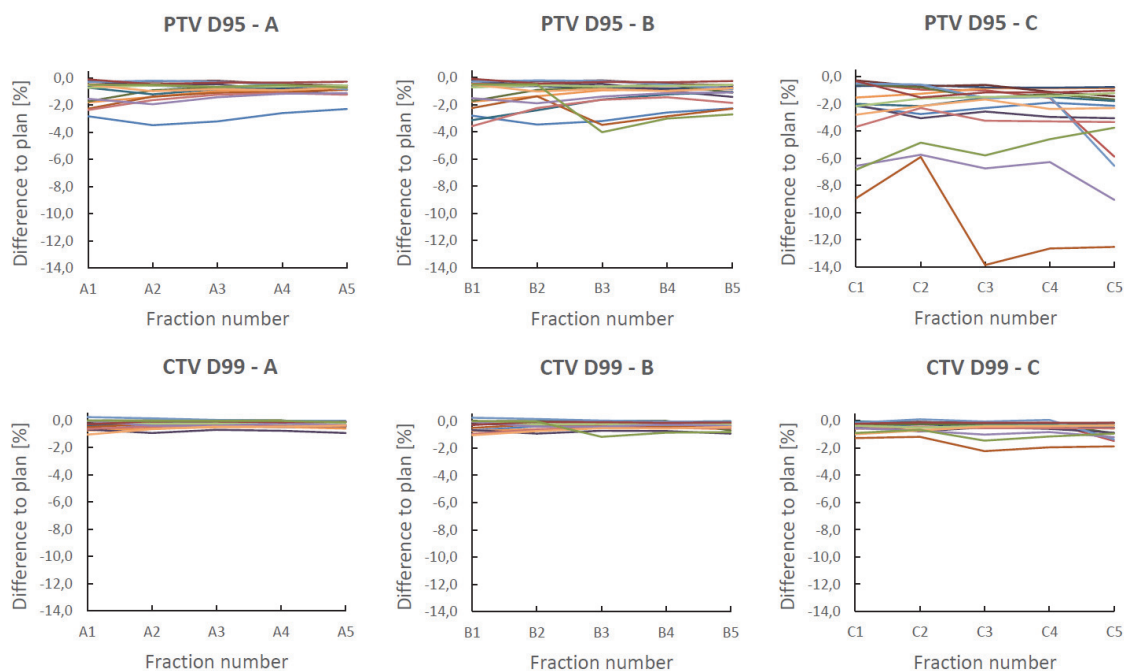 PTV D95 - A
Difference to plan [%]
0,0
-2,0
-4,0
-6,0
-8,0
-10,0
-12,0
-14,0
A1 A2 A3 A4 A5
Fraction number
PTV D95 - B
Difference to plan [%]
0,0
-2,0
-4,0
-6,0
-8,0
-10,0
-12,0
-14,0
B1 B2 B3 B4 B5
Fraction number
PTV D95 - C
Difference to plan [%]
0,0
-2,0
-4,0
-6,0
-8,0
-10,0
-12,0
-14,0
C1 C2 C3 C4 C5
Fraction number
CTV D99 - A
Difference to plan [%]
0,0
-2,0
-4,0
-6,0
-8,0
-10,0
-12,0
-14,0
A1 A2 A3 A4 A5
Fraction number
CTV D99 - B
Difference to plan [%]
0,0
-2,0
-4,0
-6,0
-8,0
-10,0
-12,0
-14,0
B1 B2 B3 B4 B5
Fraction number
CTV D99 - C
Difference to plan [%]
0,0
-2,0
-4,0
-6,0
-8,0
-10,0
-12,0
-14,0
C1 C2 C3 C4 C5
Fraction number